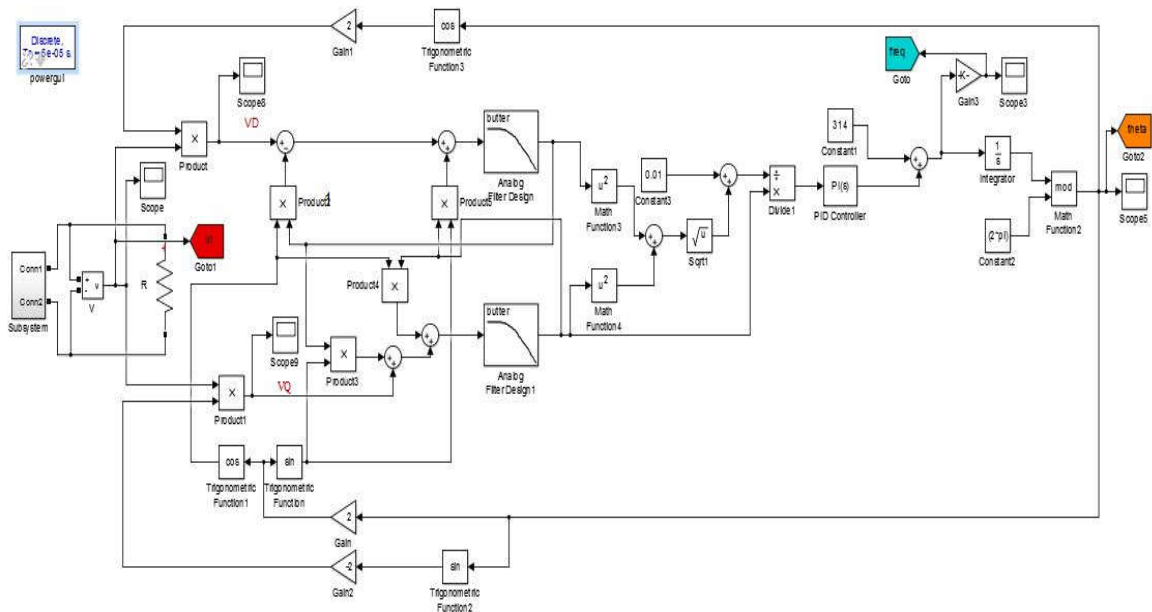 Discrete,
powergui
2
Gain1
cos
Trigonometric
Function3
freq
Goto
-K-
Gain3
Scope3
Scope8
VD
×
Product
Scope
butter
Analog
Filter Design
314
Constant1
1
s
Integrator
theta
Goto2
×
×
Product5
u²
Math
Function3
0.01
Constant3
÷
×
Divide1
PI(s)
PID Controller
mod
Math
Function2
Scope5
Conn1
Conn2
Subsystem
+
-
v
V
Goto1
R
Product4
×
√u
Sqrt1
(2*pi)
Constant2
u²
Math
Function4
Scope9
×
Product3
butter
Analog
Filter Design1
VQ
×
Product1
cos
Trigonometric
Function1
sin
Trigonometric
Function
2
Gain
-2
Gain2
sin
Trigonometric
Function2